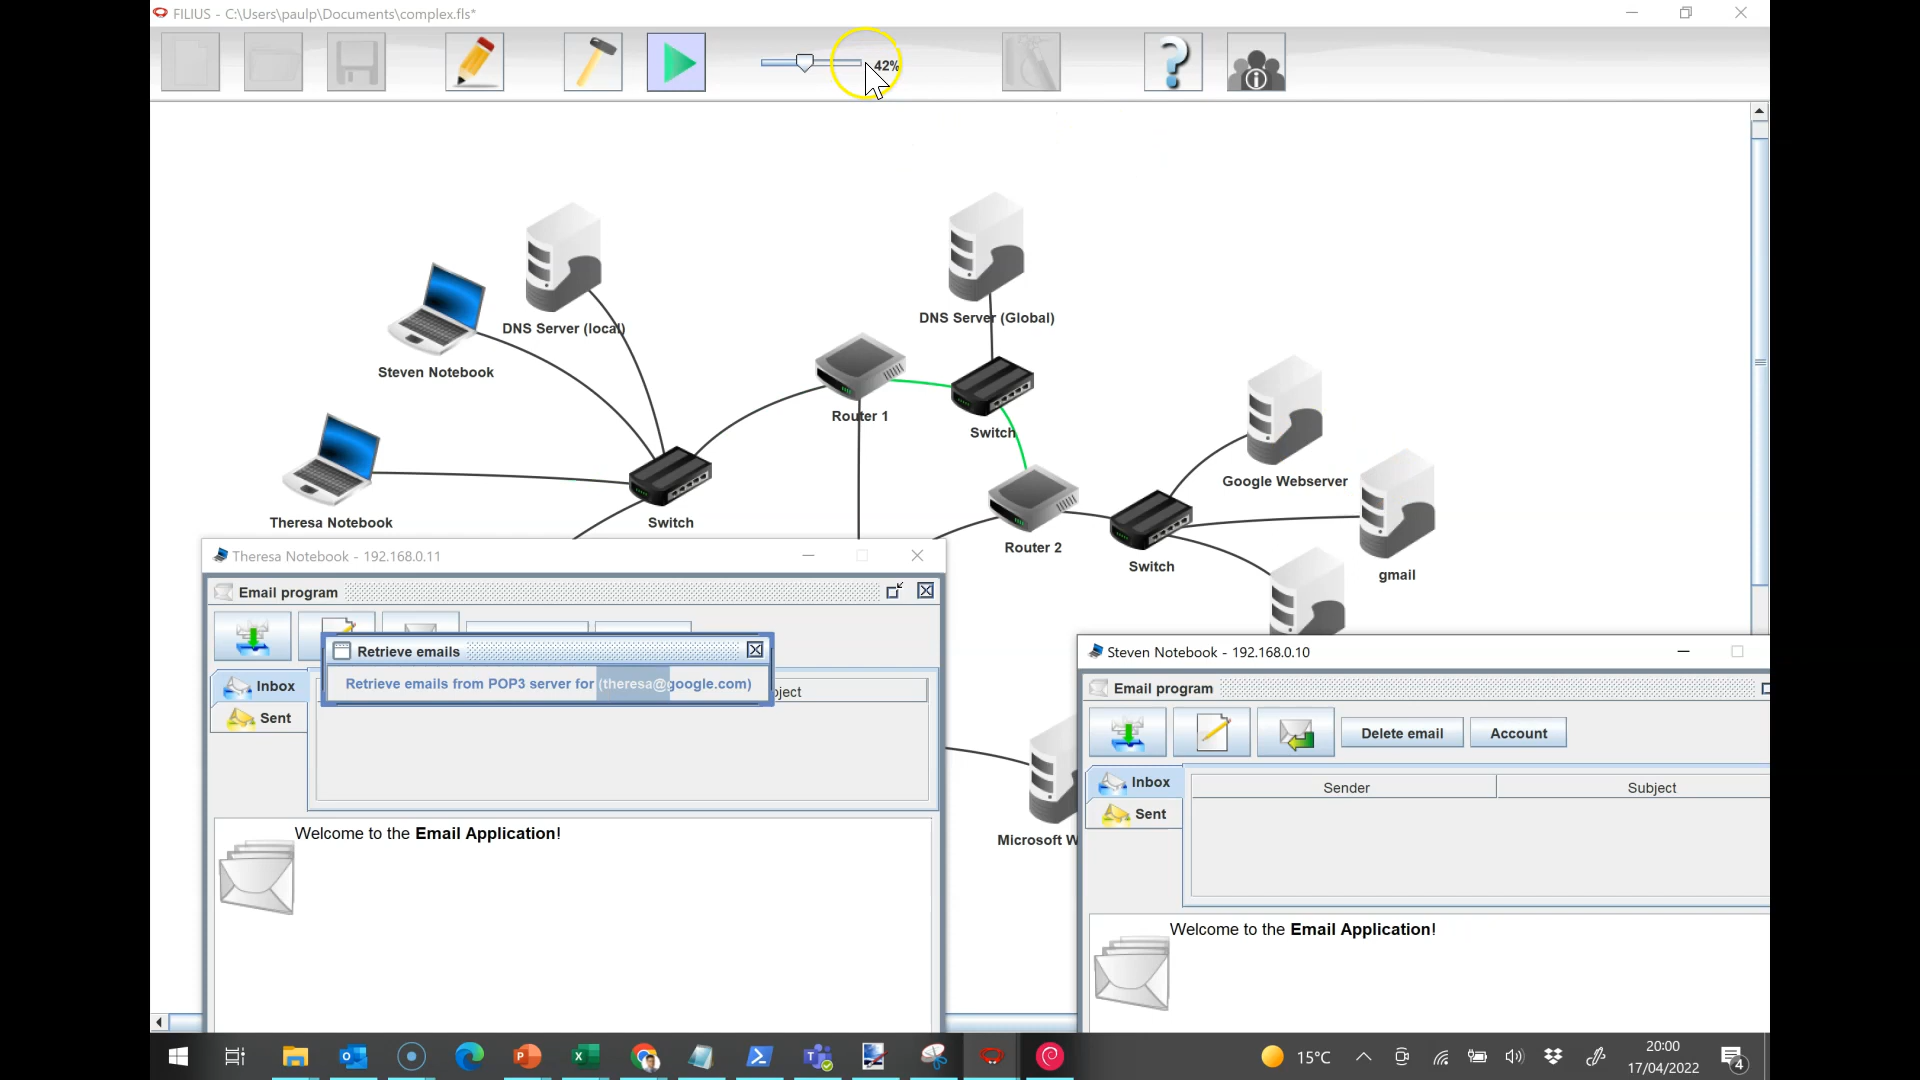 FILIUS - C:\Users\paulp\Documents\complex.fls*
42%
DNS Server (local)
DNS Server (Global)
Steven Notebook
Router 1
Switch
Google Webserver
Theresa Notebook
Switch
Router 2
Switch
gmail
Theresa Notebook - 192.168.0.11
Email program
Retrieve emails
Retrieve emails from POP3 server for (theresa@google.com)
Inbox
Sent
bject
Welcome to the Email Application!
Microsoft W
Steven Notebook - 192.168.0.10
Email program
Delete email
Account
Inbox
Sent
Sender
Subject
Welcome to the Email Application!
15°C
20:00
17/04/2022
4